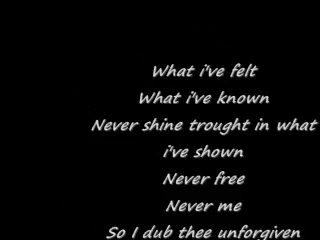 What i've felt
What i've known
Never shine trought in what
i've shown
Never free
Never me
So I dub thee unforgiven